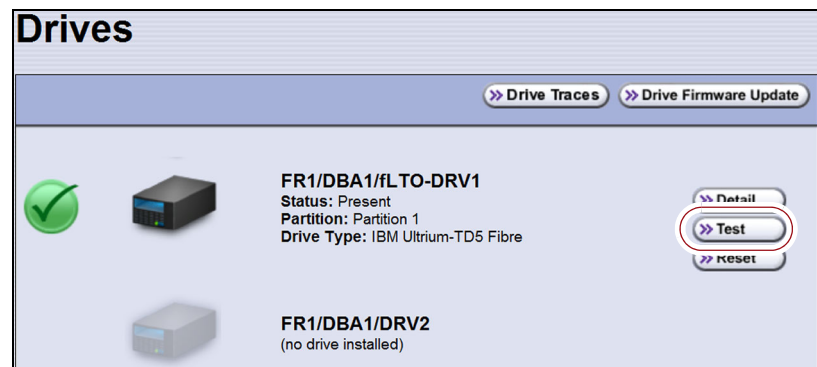 Drives
Drive Traces
Drive Firmware Update
FR1/DBA1/fLTO-DRV1
Status: Present
Partition: Partition 1
Drive Type: IBM Ultrium-TD5 Fibre
Detail
Test
Reset
FR1/DBA1/DRV2
(no drive installed)